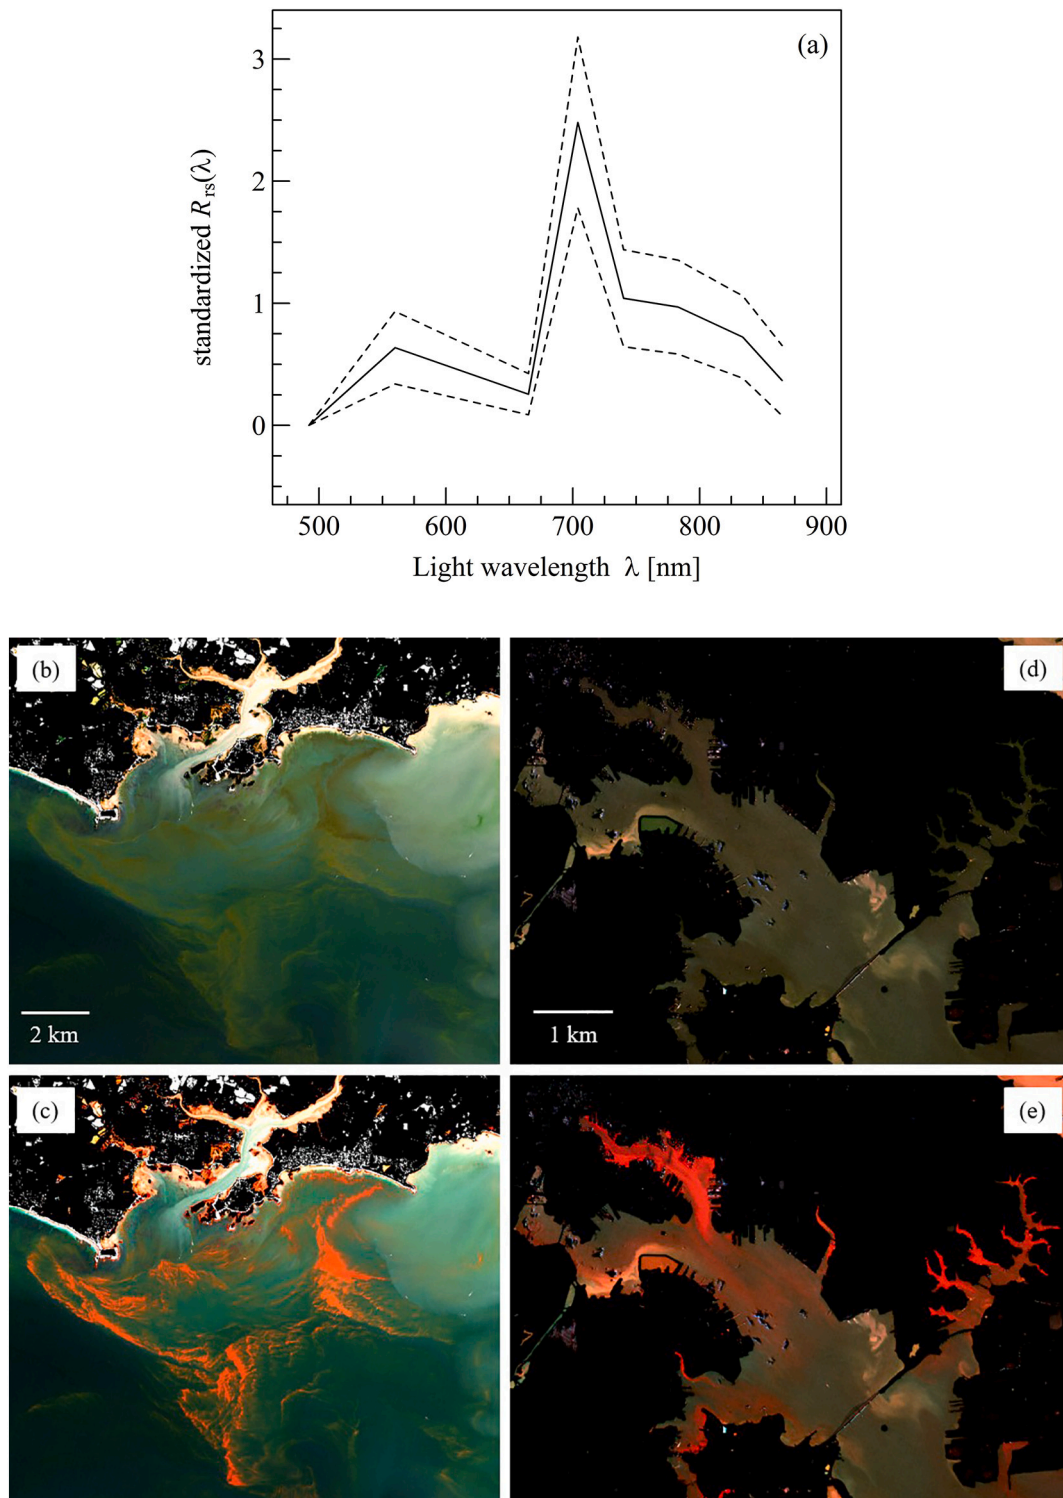 (a)
3
2
1
0
standardized Rrs(λ)
500 600 700 800 900
Light wavelength λ [nm]
(b)
(d)
2 km
1 km
(c)
(e)